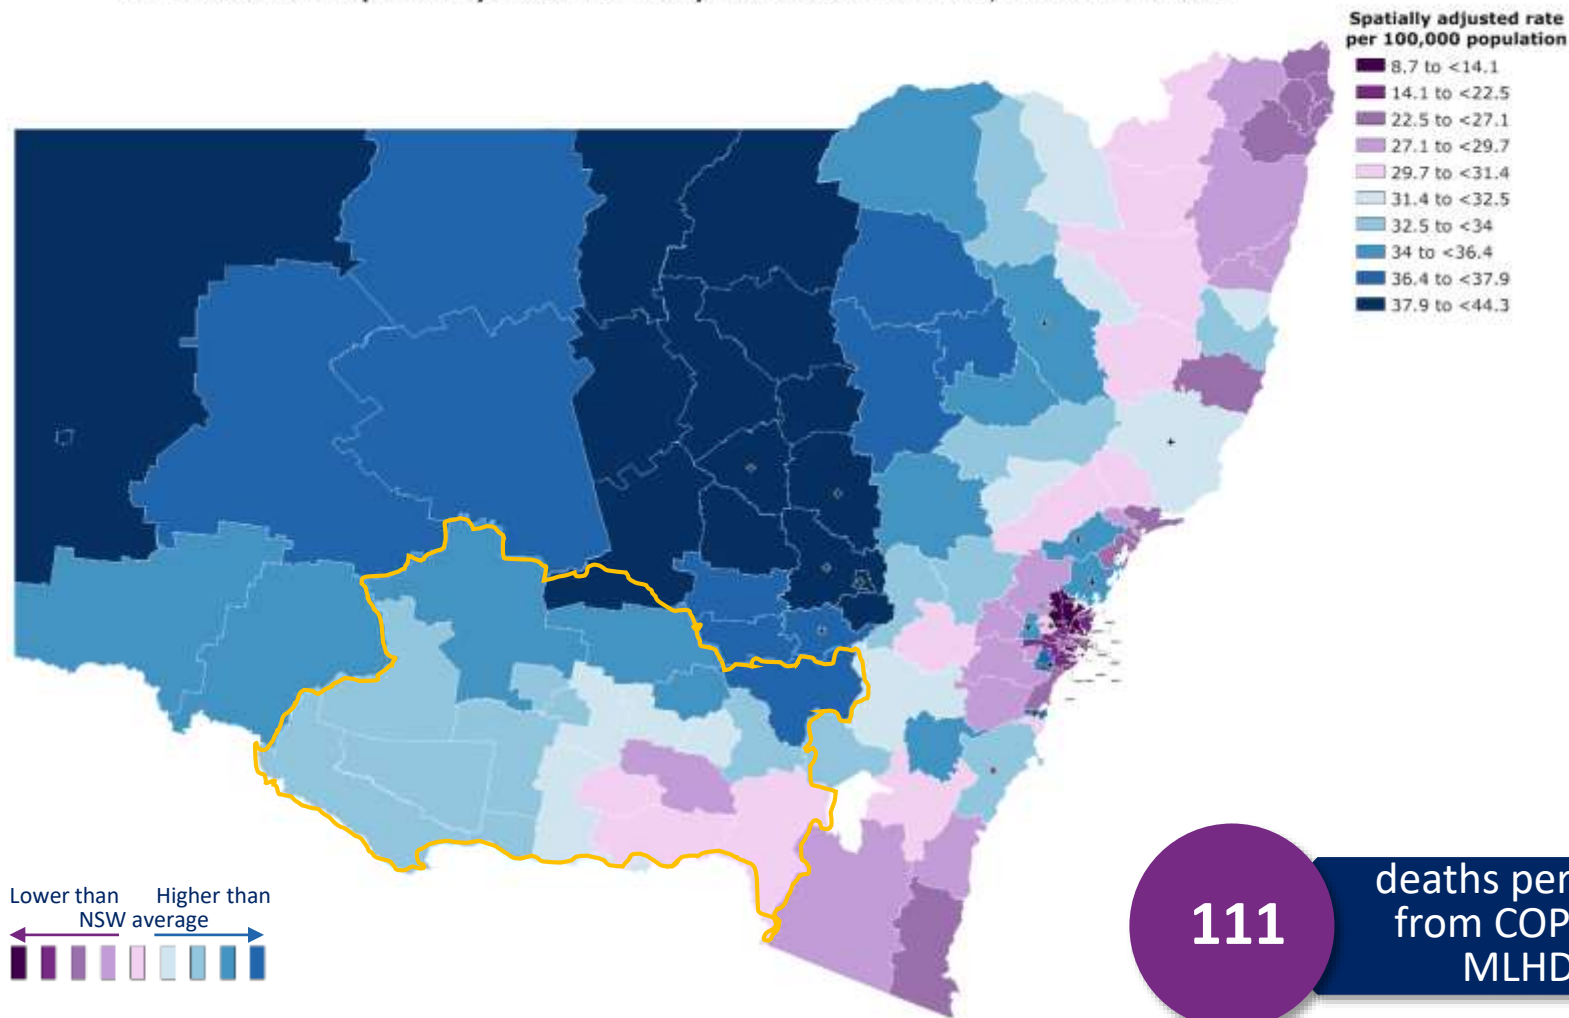 Spatially adjusted rate
per 100,000 population
8.7 to <14.1
14.1 to <22.5
22.5 to <27.1
27.1 to <29.7
29.7 to <31.4
31.4 to <32.5
32.5 to <34
34 to <36.4
36.4 to <37.9
37.9 to <44.3
Lower than Higher than
NSW average
111
deaths per
from COP
MLHD